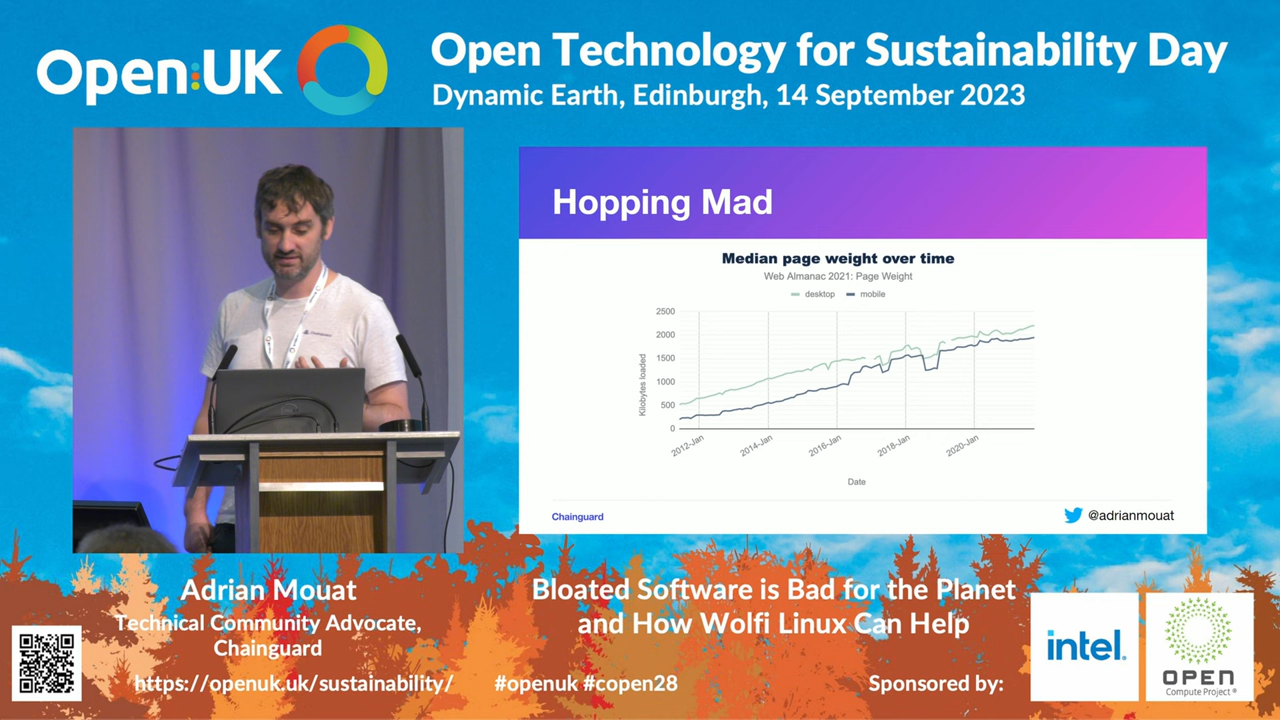 Open:UK
Open Technology for Sustainability Day
Dynamic Earth, Edinburgh, 14 September 2023
Hopping Mad
Median page weight over time
Web Almanac 2021: Page Weight
desktop mobile
Kilobytes loaded
2500
2000
1500
1000
500
0
2012-Jan 2014-Jan 2016-Jan 2018-Jan 2020-Jan
Date
Chainguard
@adrianmouat
Adrian Mouat
Technical Community Advocate,
Chainguard
https://openuk.uk/sustainability/
Bloated Software is Bad for the Planet
and How Wolfi Linux Can Help
#openuk #copen28
Sponsored by:
intel.
OPEN
Compute Project®